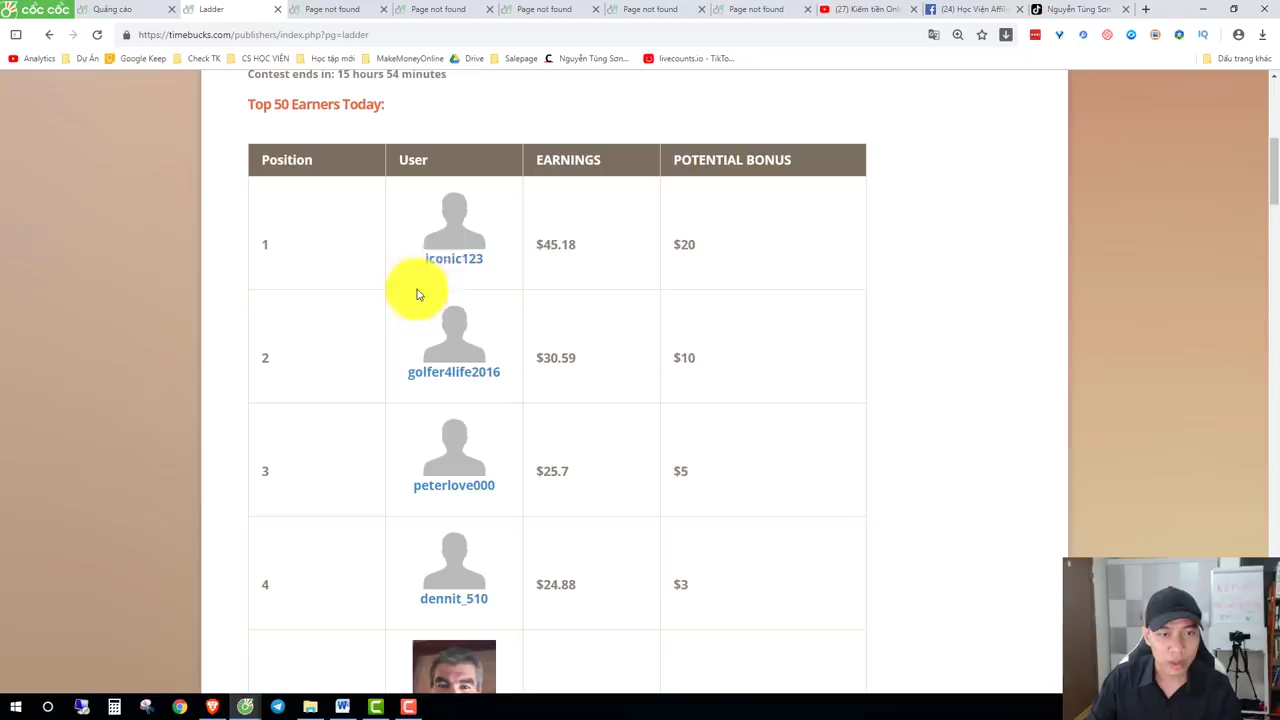 cốc cốc
Quảng cáo
Ladder
Page not found
Page not found
Page not found
Page not found
Page not found
(27) Kiếm tiền Onl
(24) Học Viện Affili
Nguyễn Tùng Sơn
https://timebucks.com/publishers/index.php?pg=ladder
Analytics
Dự Án
Google Keep
Check TK
CS HỌC VIÊN
Học tập mới
MakeMoneyOnline
Drive
Salepage
Nguyễn Tùng Sơn...
livecounts.io - TikTo...
Dấu trang khác
Contest ends in: 15 hours 54 minutes
Top 50 Earners Today:
Position User EARNINGS POTENTIAL BONUS
1 iconic123 $45.18 $20
2 golfer4life2016 $30.59 $10
3 peterlove000 $25.7 $5
4 dennit_510 $24.88 $3